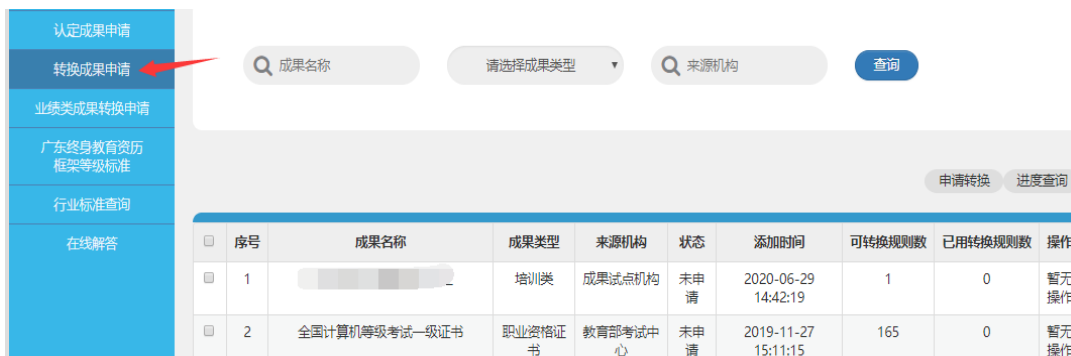 认定成果申请
转换成果申请
业绩类成果转换申请
广东终身教育资历
框架等级标准
行业标准查询
在线解答
成果名称 请选择成果类型 来源机构 查询
申请转换 进度查询
序号 成果名称 成果类型 来源机构 状态 添加时间 可转换规则数 已用转换规则数 操作
1 培训类 成果试点机构 未申 2020-06-29 1 0 暂无
请 14:42:19 操作
2 全国计算机等级考试一级证书 职业资格证 教育部考试中 未申 2019-11-27 165 0 暂无
书 心 请 15:11:15 操作